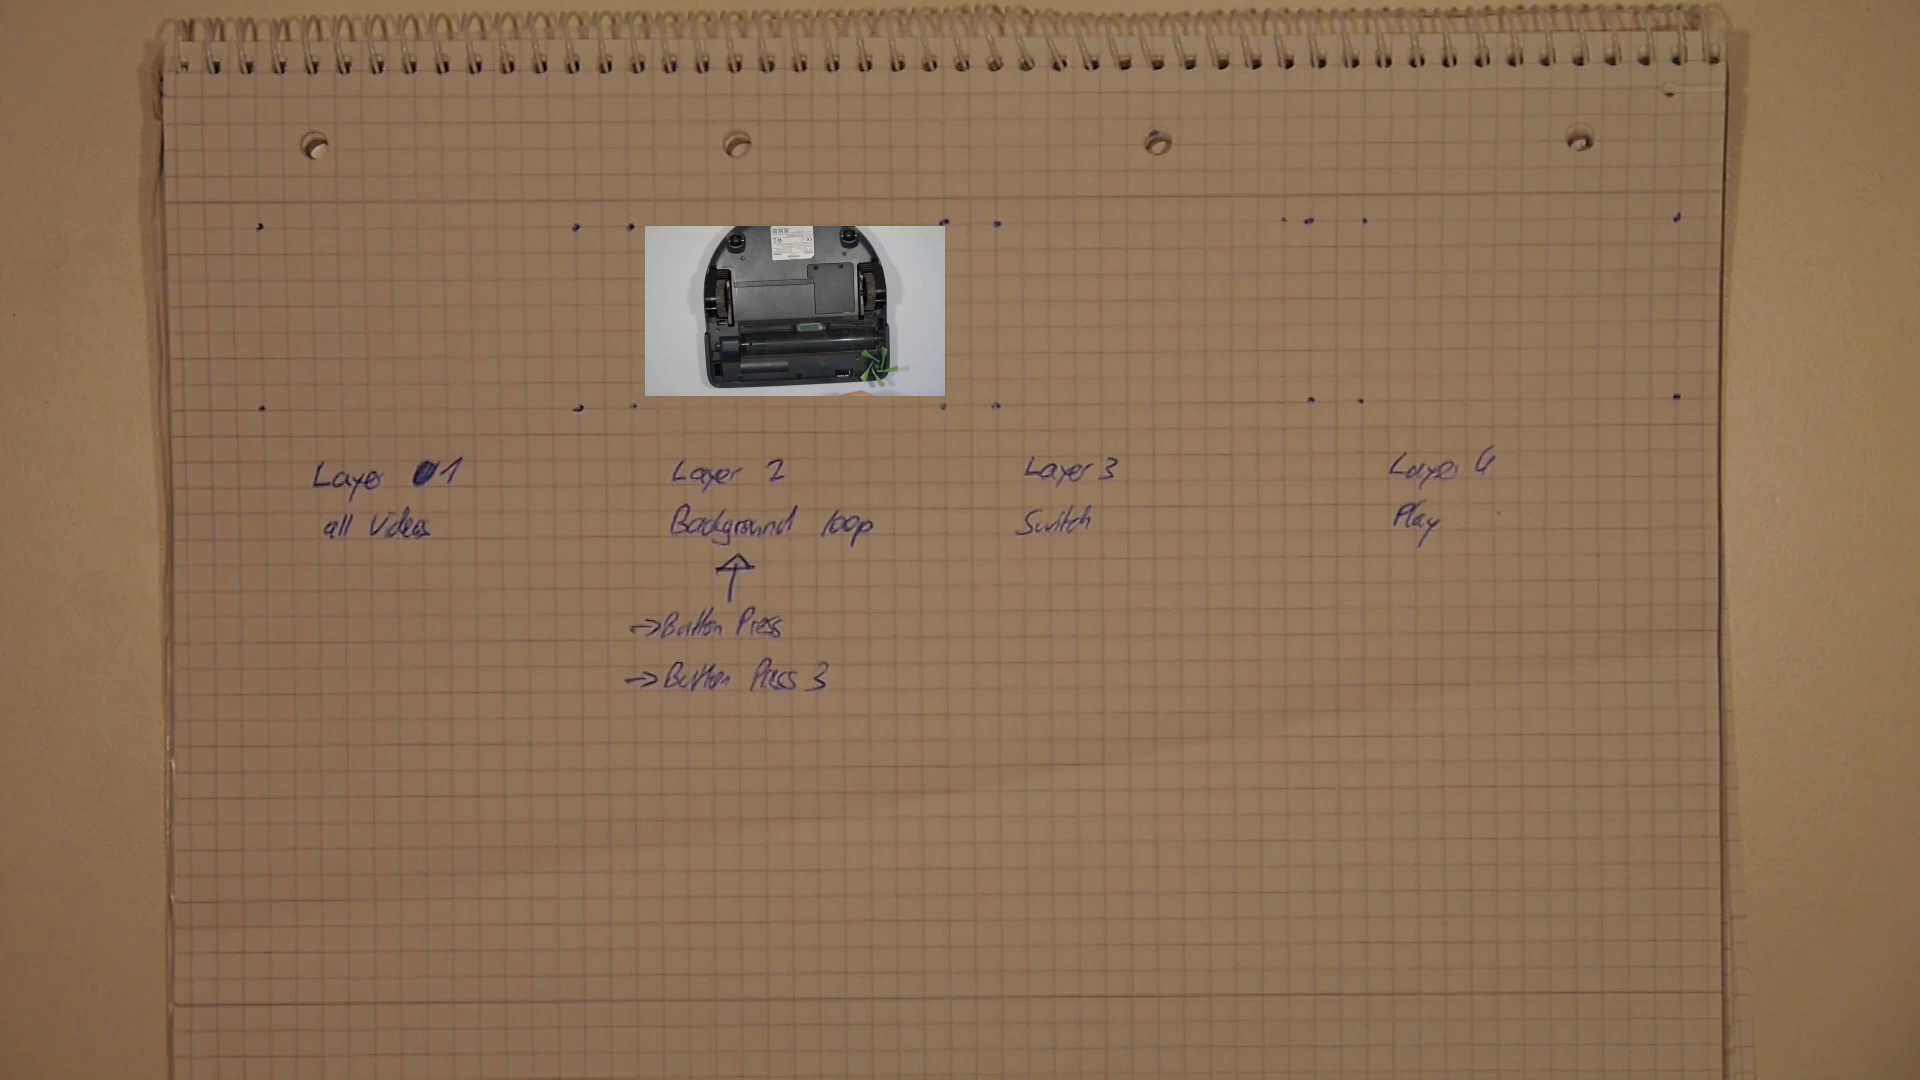 Layer 1
all Videos
Layer 2
Background loop
→Button Press
→Button Press 3
Layer 3
Switch
Layer 4
Play